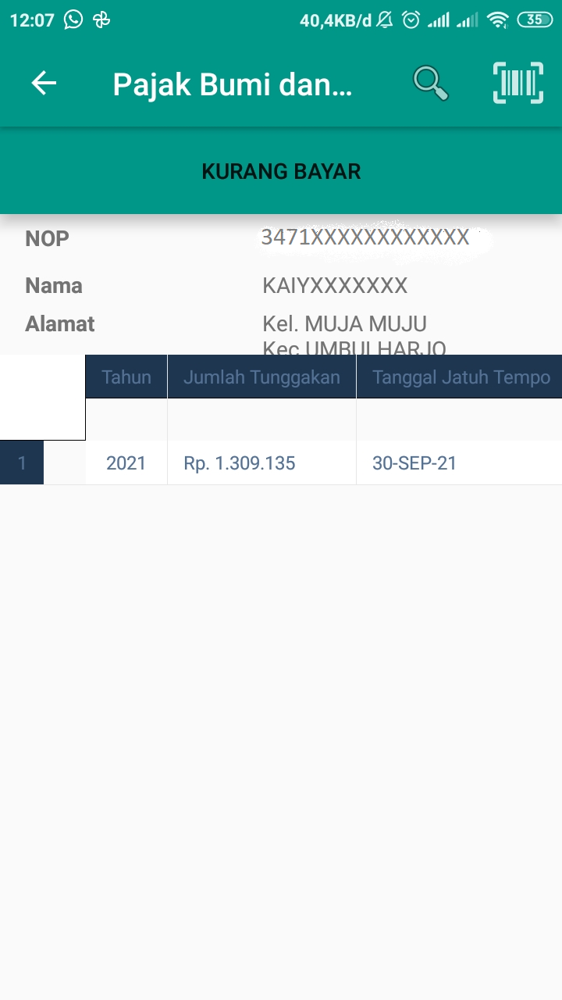 12:07 40,4KB/d 35
Pajak Bumi dan...
KURANG BAYAR
NOP 3471XXXXXXXXXXXX
Nama KAIYXXXXXXX
Alamat Kel. MUJA MUJU
Kec UMBULHARJO
Tahun Jumlah Tunggakan Tanggal Jatuh Tempo
1 2021 Rp. 1.309.135 30-SEP-21